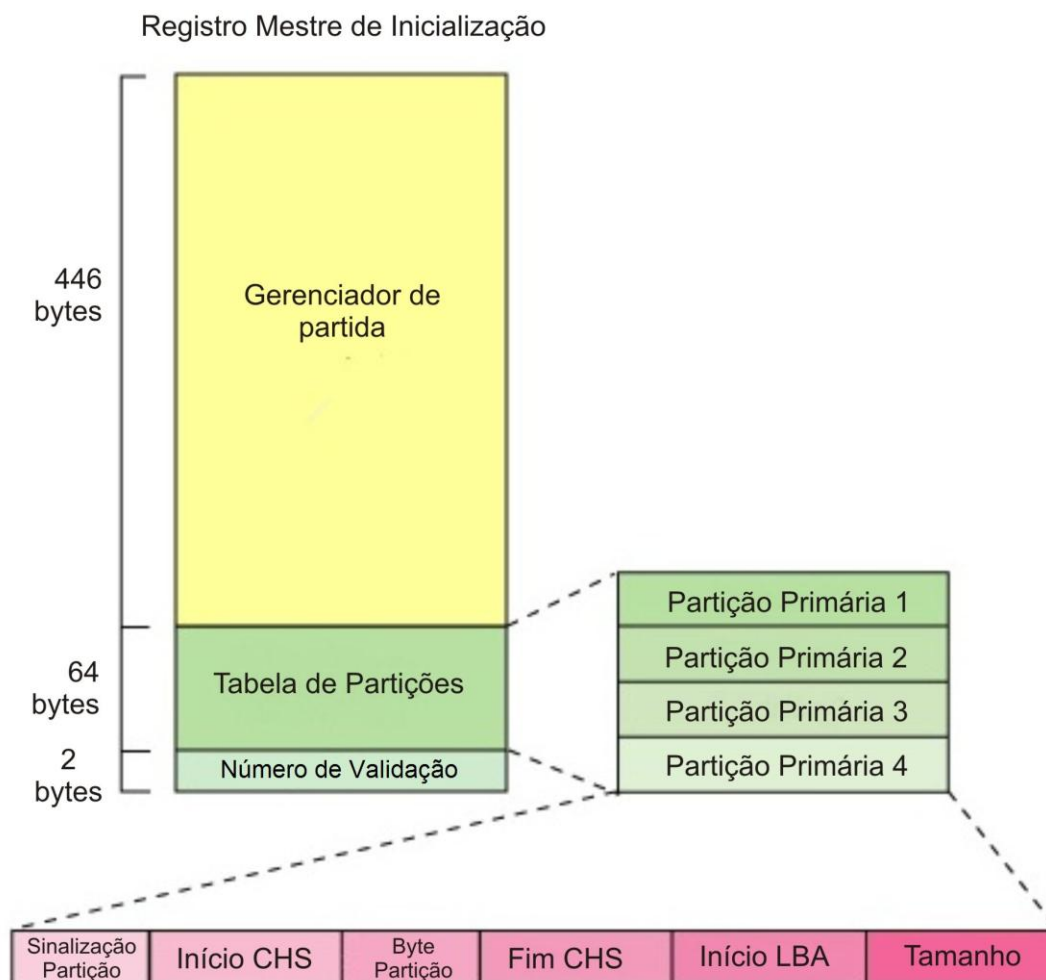 Registro Mestre de Inicialização
446
bytes
Gerenciador de
partida
64
bytes
Tabela de Partições
2
bytes
Número de Validação
Partição Primária 1
Partição Primária 2
Partição Primária 3
Partição Primária 4
Sinalização
Partição
Início CHS
Byte
Partição
Fim CHS
Início LBA
Tamanho